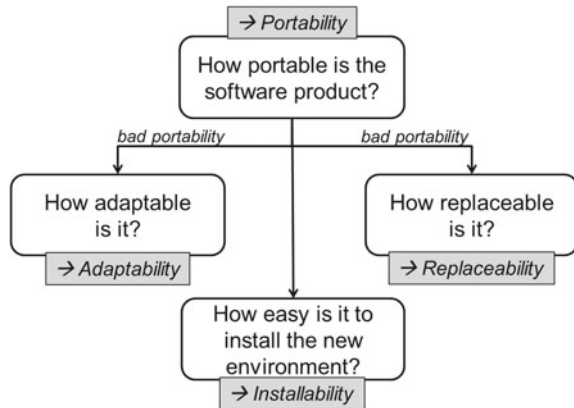 → Portability
How portable is the
software product?
bad portability
bad portability
How adaptable
is it?
→ Adaptability
How replaceable
is it?
→ Replaceability
How easy is it to
install the new
environment?
→ Installability